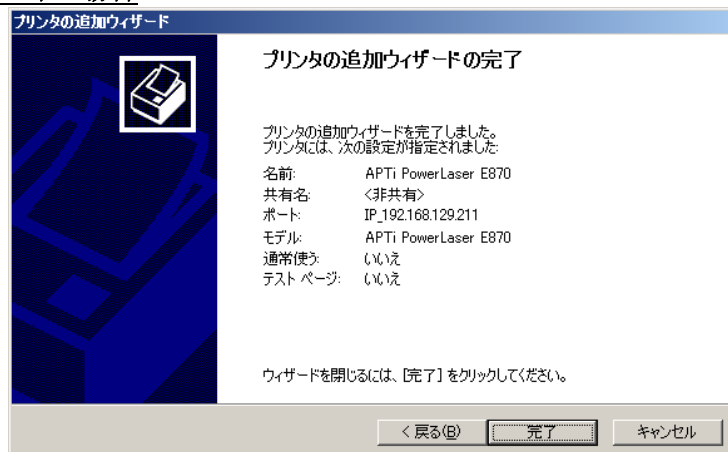 プリンタの追加ウィザード
プリンタの追加ウィザードの完了
プリンタの追加ウィザードを完了しました。
プリンタには、次の設定が指定されました:
名前: APTi PowerLaser E870
共有名: <非共有>
ポート: IP_192.168.129.211
モデル: APTi PowerLaser E870
通常使う: いいえ
テスト ページ: いいえ
ウィザードを閉じるには、[完了] をクリックしてください。
< 戻る(B) 完了 キャンセル